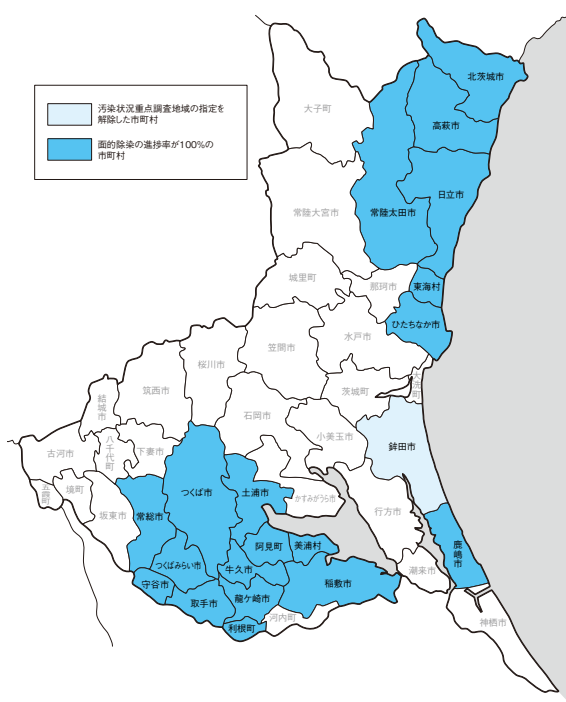 汚染状況重点調査地域の指定を
解除した市町村
面的除染の進捗率が100%の
市町村
北茨城市
大子町
高萩市
日立市
常陸大宮市
常陸太田市
城里町
那珂市
東海村
ひたちなか市
水戸市
笠間市
桜川市
大洗町
茨城町
筑西市
結城市
石岡市
小美玉市
鉾田市
八千代町
下妻市
古河市
五霞町
境町
坂東市
常総市
つくば市
土浦市
かすみがうら市
行方市
鹿嶋市
阿見町
美浦村
つくばみらい市
牛久市
潮来市
守谷市
取手市
龍ケ崎市
稲敷市
河内町
利根町
神栖市